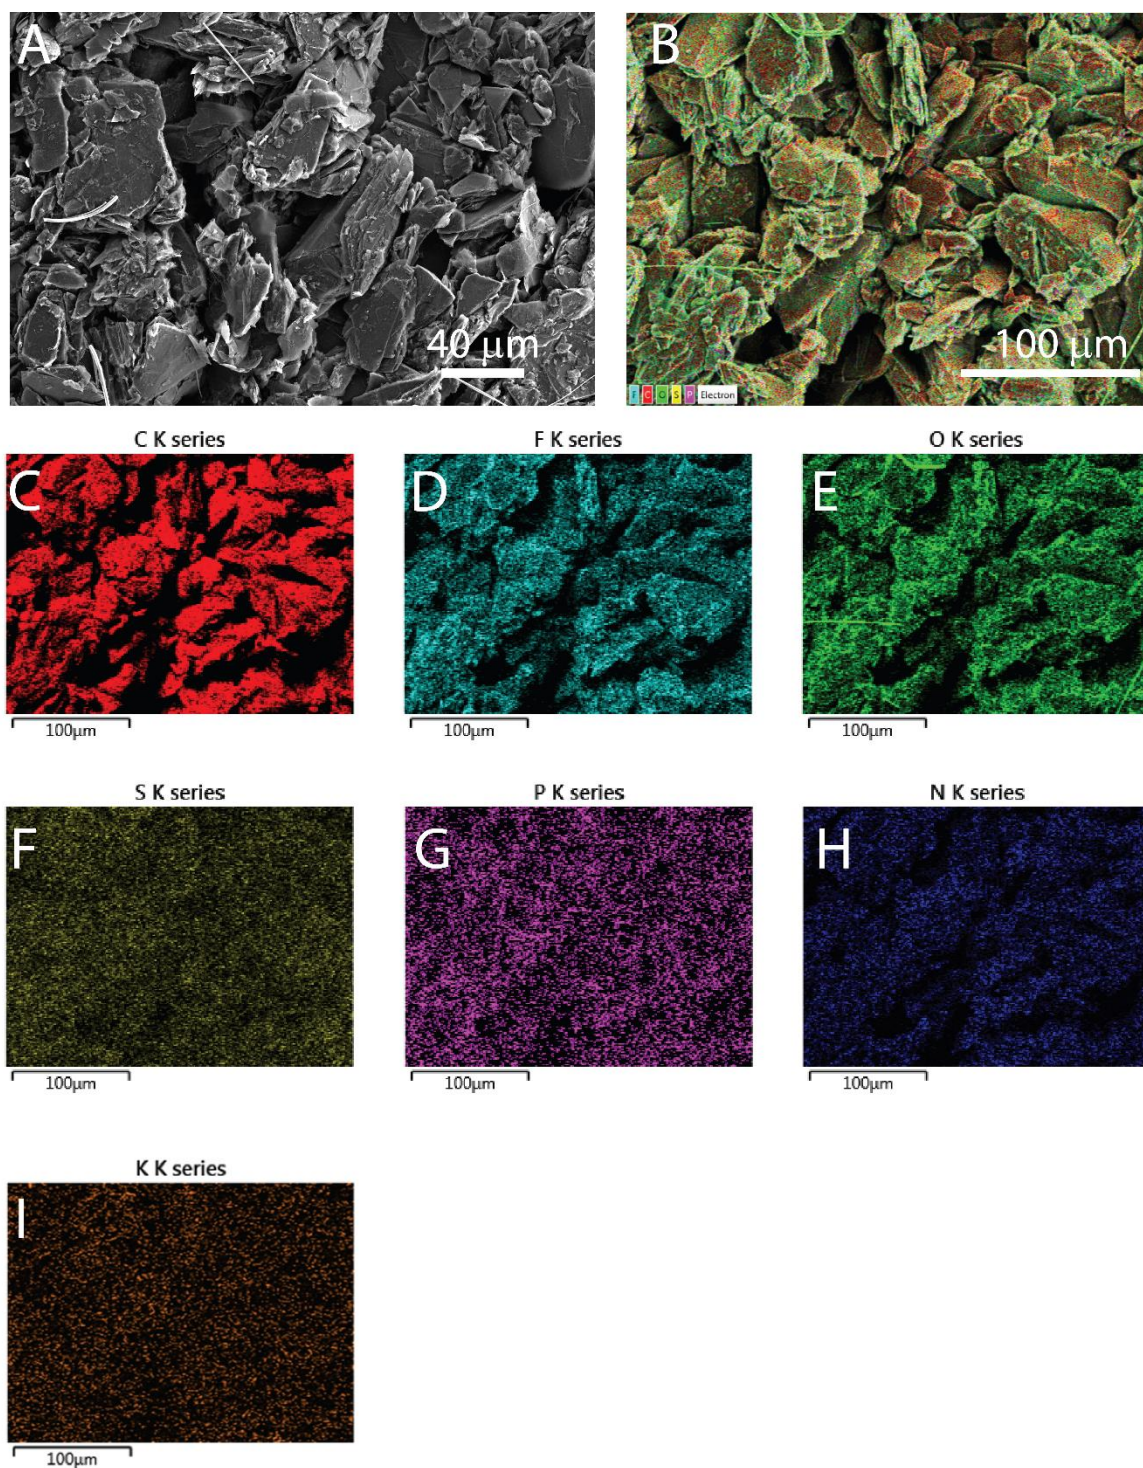 A
B
40 µm
100 µm
F C O S P Electron
C K series
F K series
O K series
C
D
E
100µm
100µm
100µm
S K series
P K series
N K series
F
G
H
100µm
100µm
100µm
K K series
I
100µm